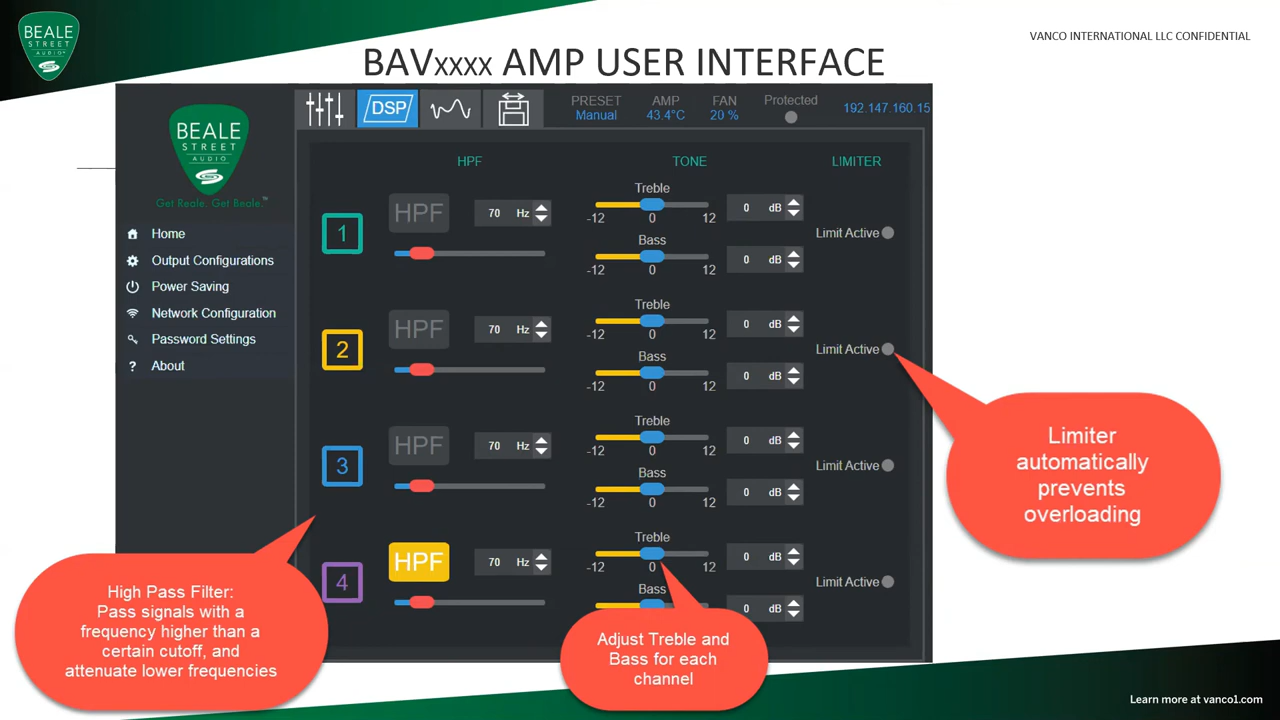 BEALE
STREET
AUDIO
VANCO INTERNATIONAL LLC CONFIDENTIAL
BAVxxxx AMP USER INTERFACE
BEALE
STREET
AUDIO
Get Reale. Get Beale.™
Home
Output Configurations
Power Saving
Network Configuration
Password Settings
? About
DSP
PRESET
Manual
AMP
43.4°C
FAN
20 %
Protected
192.147.160.15
HPF
TONE
LIMITER
1
HPF
70 Hz
Treble
-12 0 12
0 dB
Bass
-12 0 12
0 dB
Limit Active
2
HPF
70 Hz
Treble
-12 0 12
0 dB
Bass
-12 0 12
0 dB
Limit Active
3
HPF
70 Hz
Treble
-12 0 12
0 dB
Bass
-12 0 12
0 dB
Limit Active
4
HPF
70 Hz
Treble
-12 0 12
0 dB
Bass
0 dB
Limit Active
Limiter
automatically
prevents
overloading
High Pass Filter:
Pass signals with a
frequency higher than a
certain cutoff, and
attenuate lower frequencies
Adjust Treble and
Bass for each
channel
Learn more at vanco1.com